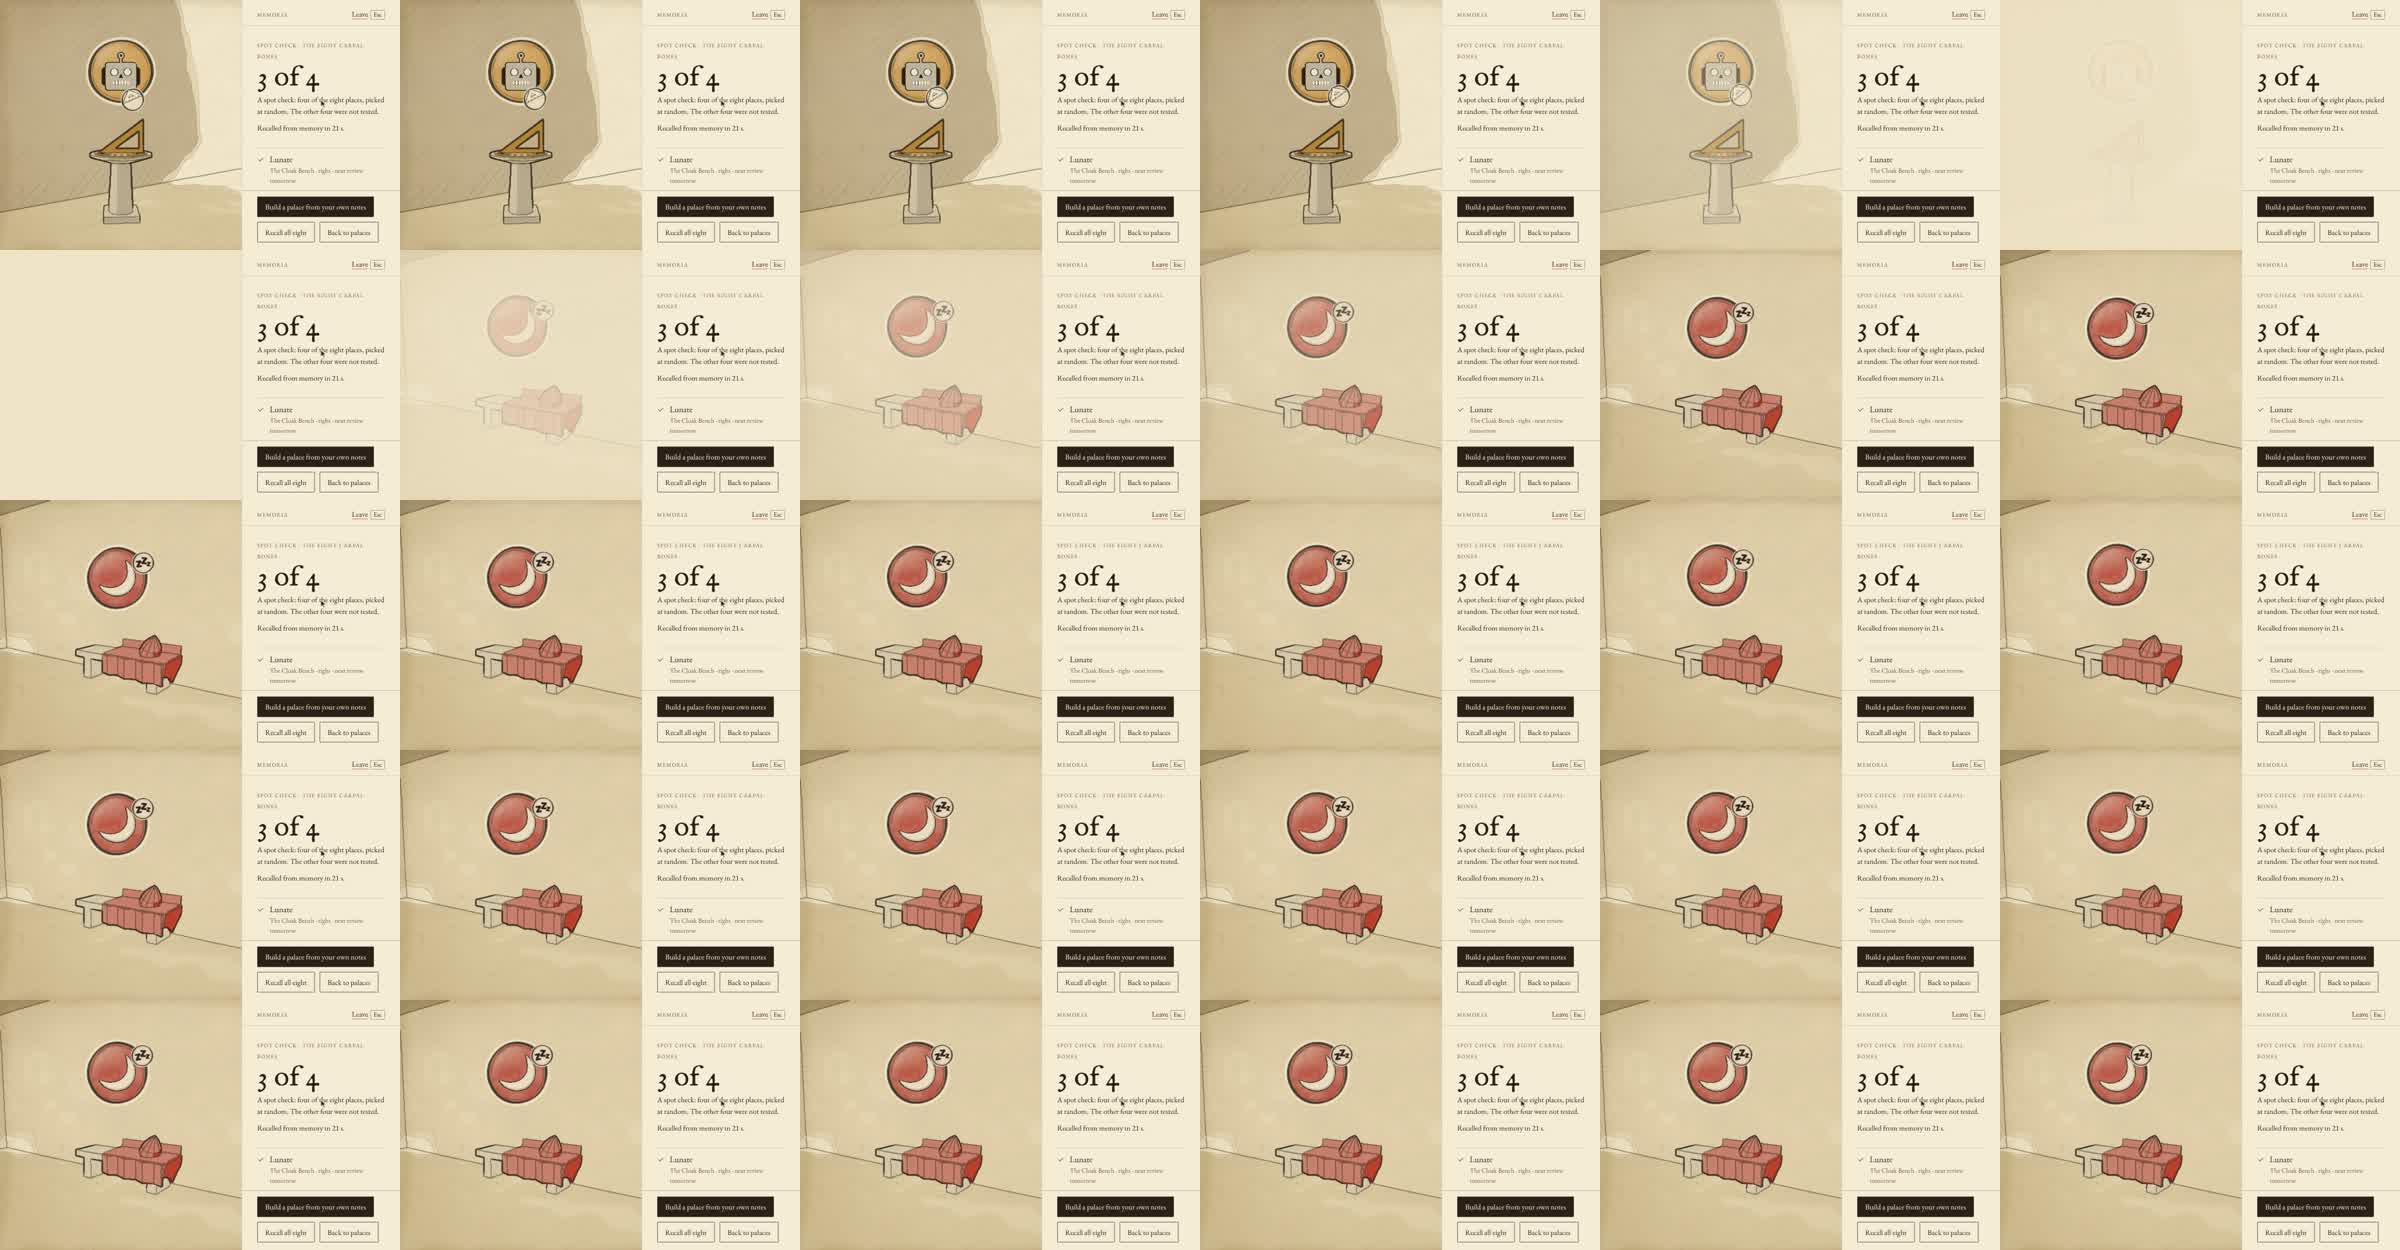 MEMORIA
Leave Esc
SPOT CHECK · THE EIGHT CARPAL
BONES
3 of 4
A spot check: four of the eight places, picked
at random. The other four were not tested.
Recalled from memory in 21 s.
✓ Lunate
The Cloak Bench · right · next review
tomorrow
Build a palace from your own notes
Recall all eight
Back to palaces
zzz